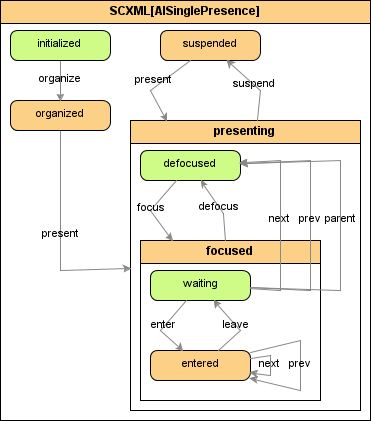 SCXML[AISinglePresence]
initialized
suspended
organize
present
suspend
organized
presenting
defocused
focus
defocus
next
prev
parent
present
focused
waiting
enter
leave
entered
next
prev